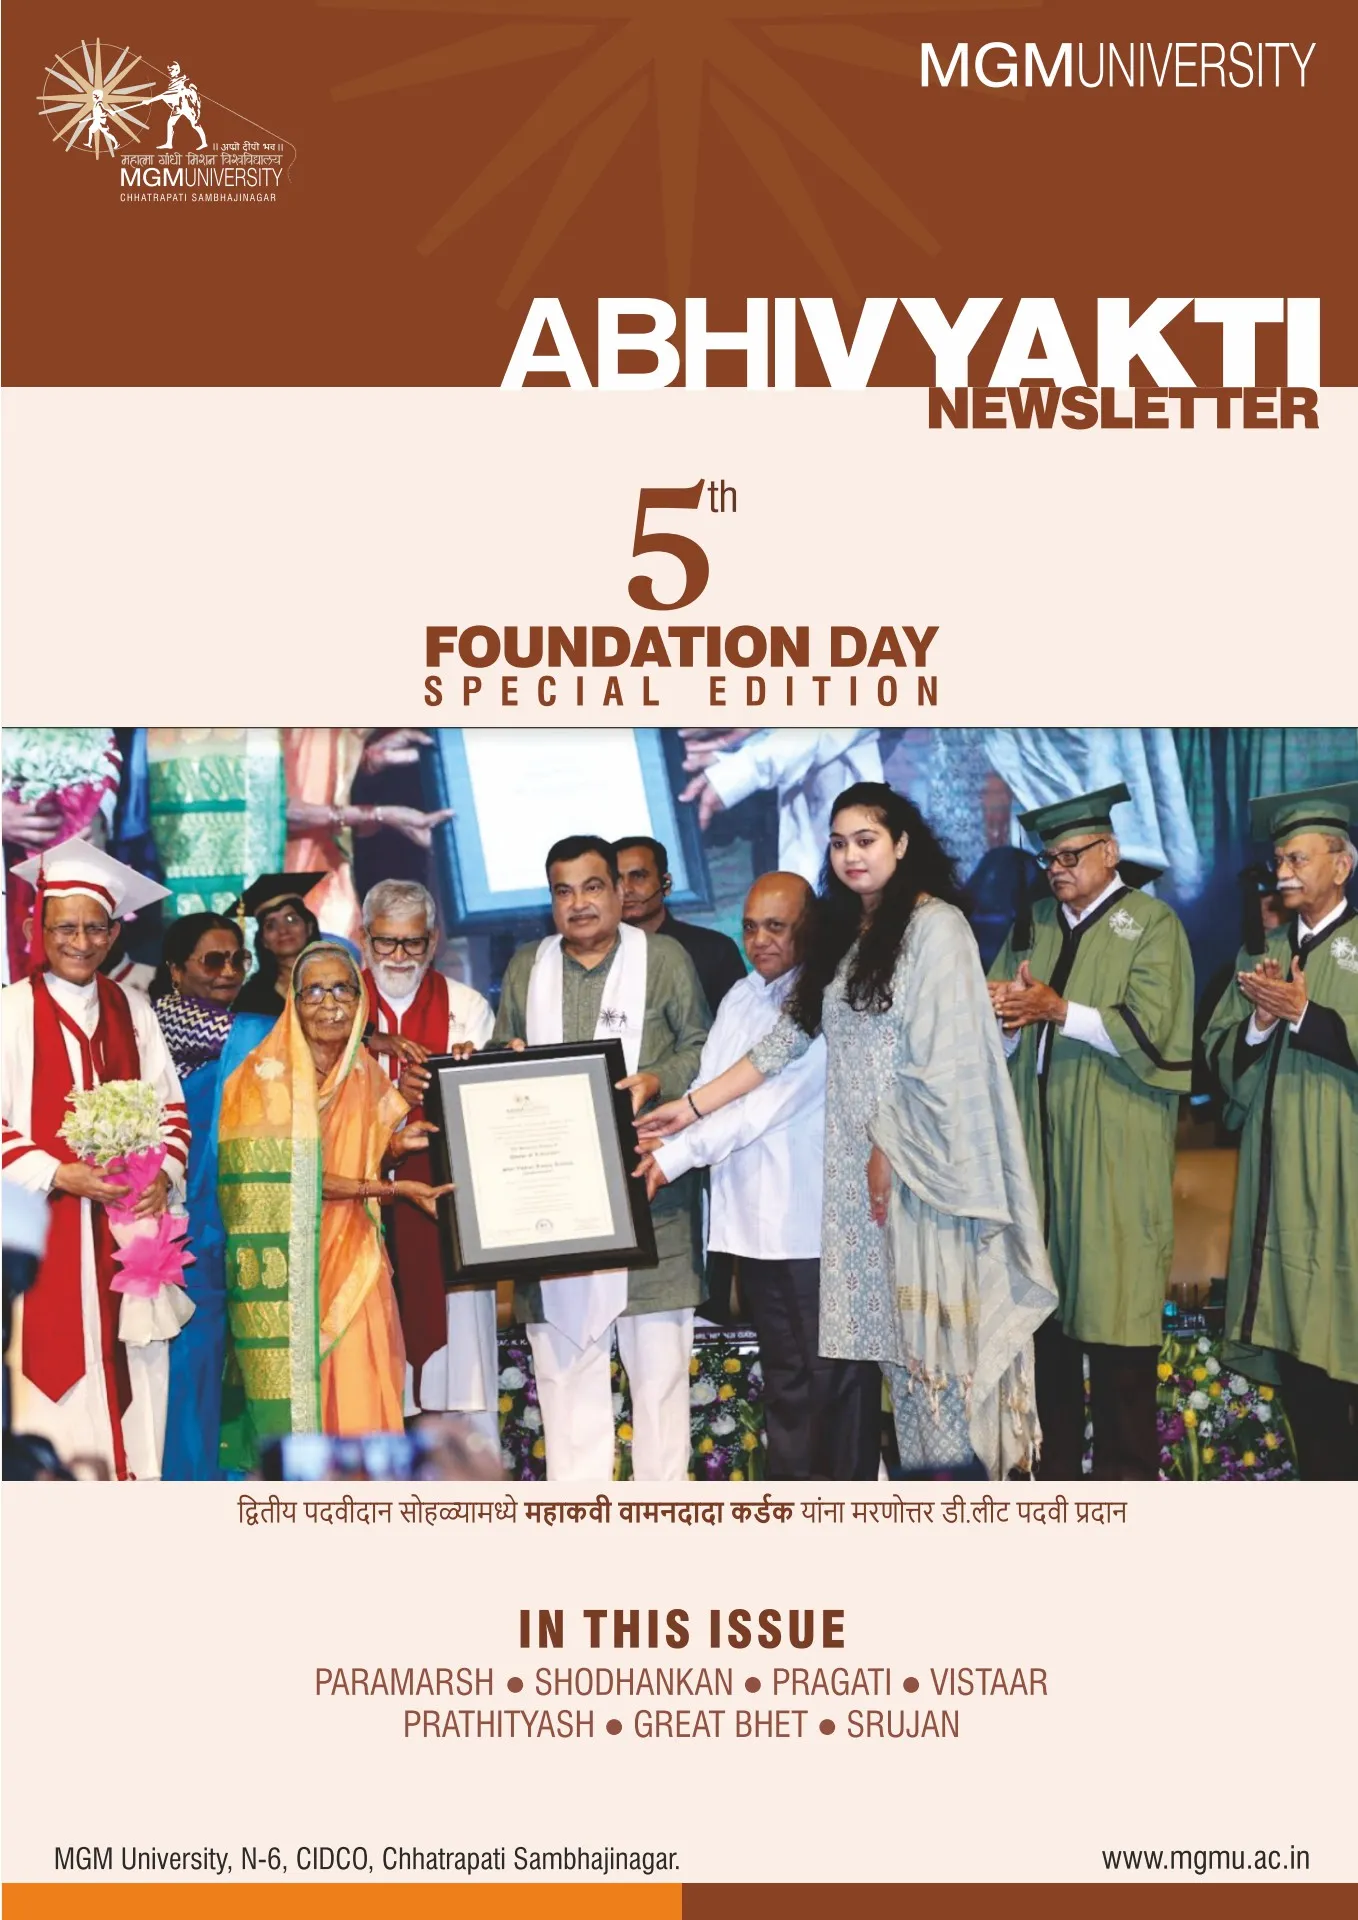 MGMUNIVERSITY
॥ अप्पो दीपो भव ॥
महात्मा गांधी मिशन विश्वविद्यालय
MGMUNIVERSITY
CHHATRAPATI SAMBHAJINAGAR
ABHIVYAKTI
NEWSLETTER
5th
FOUNDATION DAY
SPECIAL EDITION
द्वितीय पदवीदान सोहळ्यामध्ये महाकवी वामनदादा कर्डक यांना मरणोत्तर डी.लीट पदवी प्रदान
IN THIS ISSUE
PARAMARSH ● SHODHANKAN ● PRAGATI ● VISTAAR
PRATHITYASH ● GREAT BHET ● SRUJAN
MGM University, N-6, CIDCO, Chhatrapati Sambhajinagar.
www.mgmu.ac.in